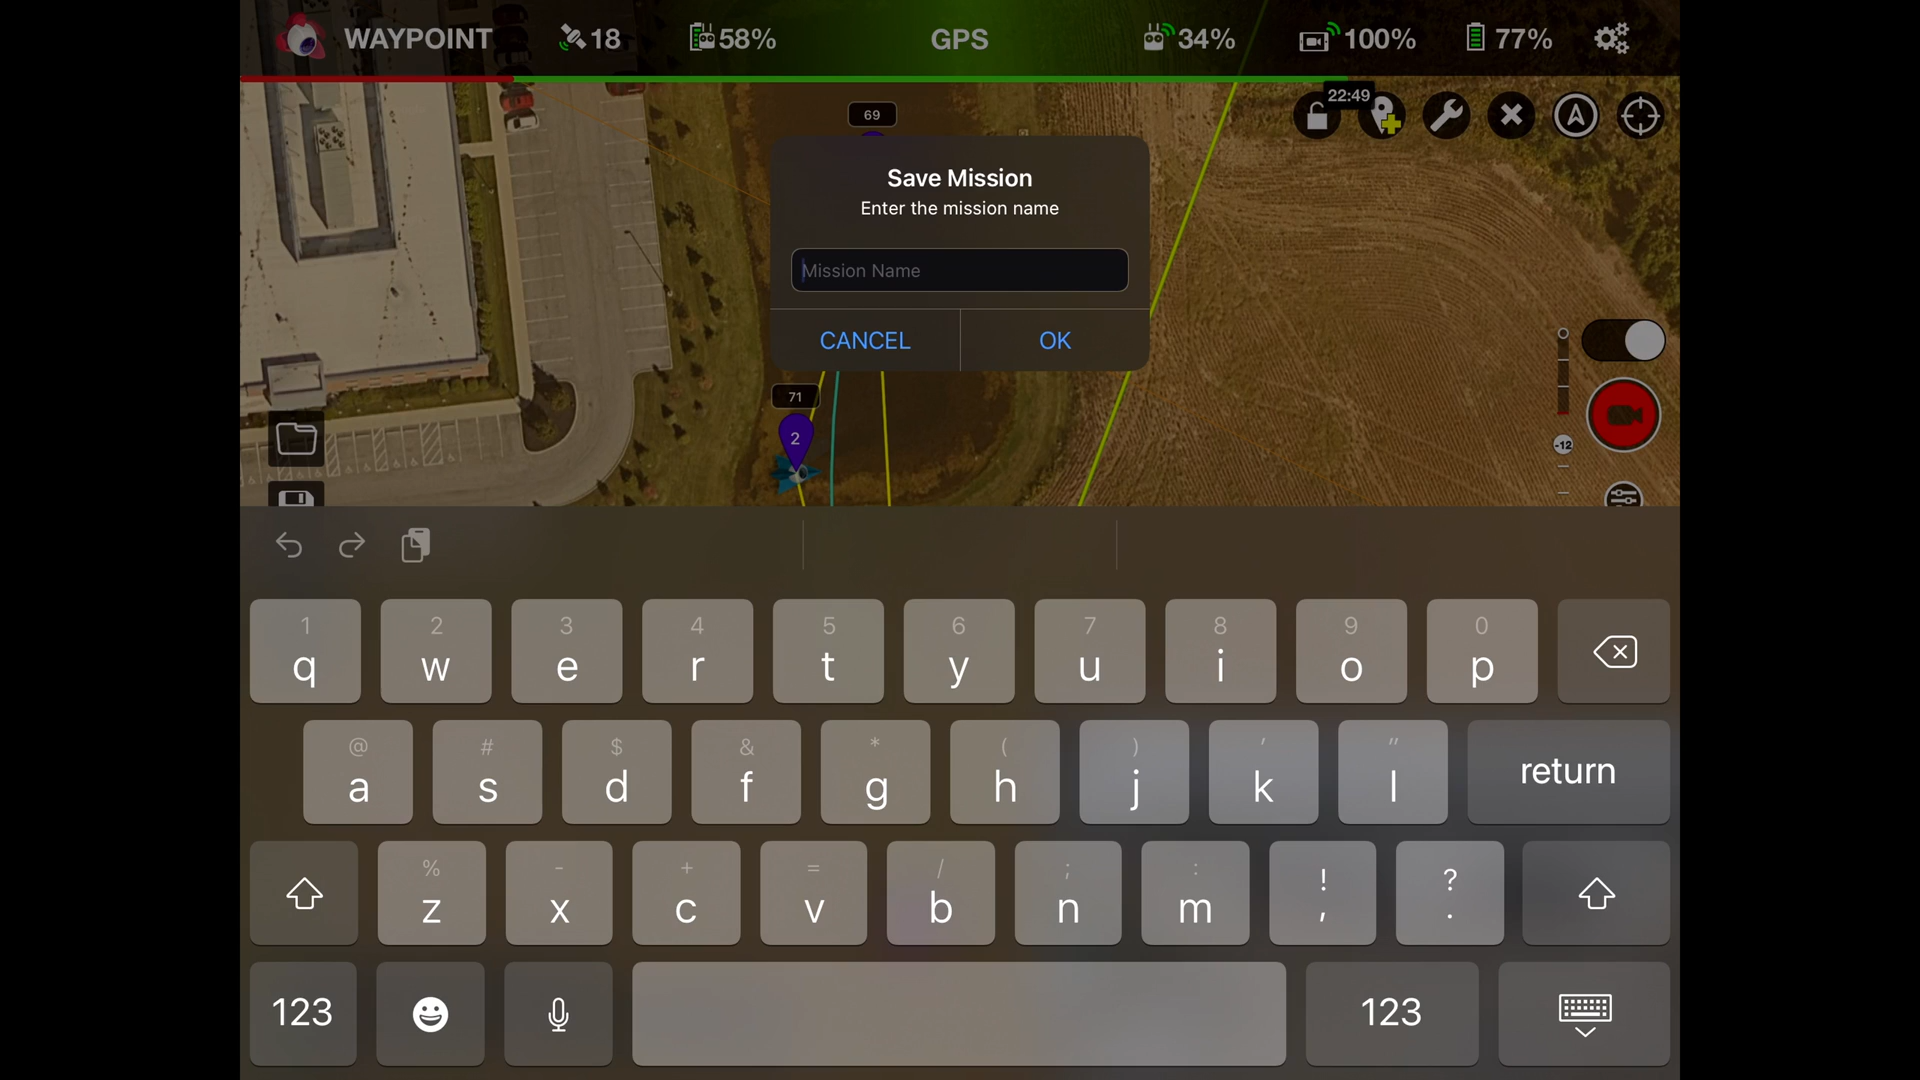 WAYPOINT 18 58% GPS 34% 100% 77%
22:49
69
Save Mission
Enter the mission name
Mission Name
CANCEL OK
71
2
-12
1 2 3 4 5 6 7 8 9 0
q w e r t y u i o p
@ # $ & * ( ) ' "
a s d f g h j k l return
% - + = / ; : ! ?
z x c v b n m , .
123 123